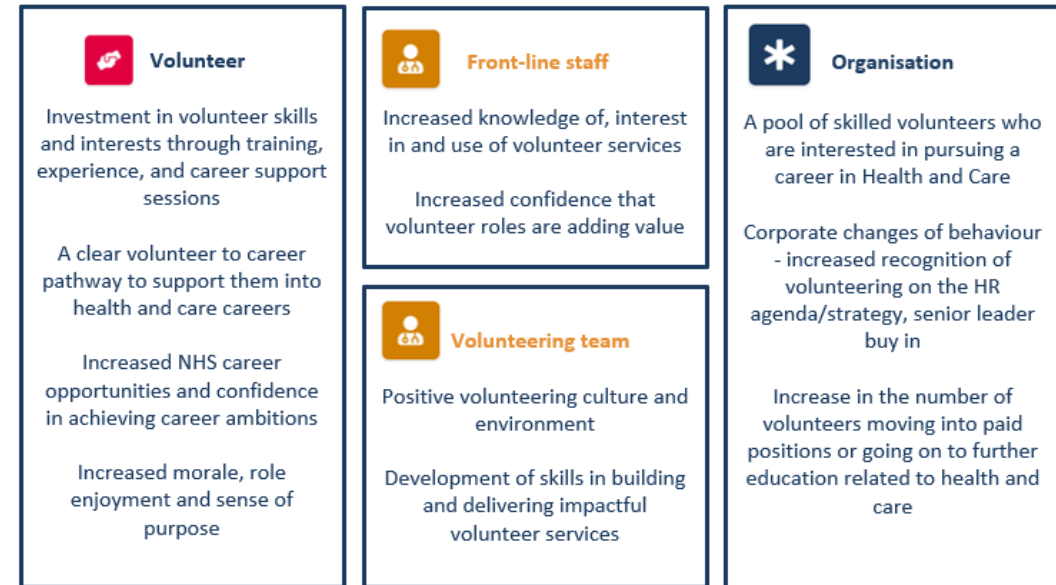 Volunteer
Investment in volunteer skills
and interests through training,
experience, and career support
sessions
A clear volunteer to career
pathway to support them into
health and care careers
Increased NHS career
opportunities and confidence
in achieving career ambitions
Increased morale, role
enjoyment and sense of
purpose
Front-line staff
Increased knowledge of, interest
in and use of volunteer services
Increased confidence that
volunteer roles are adding value
Volunteering team
Positive volunteering culture and
environment
Development of skills in building
and delivering impactful
volunteer services
Organisation
A pool of skilled volunteers who
are interested in pursuing a
career in Health and Care
Corporate changes of behaviour
- increased recognition of
volunteering on the HR
agenda/strategy, senior leader
buy in
Increase in the number of
volunteers moving into paid
positions or going on to further
education related to health and
care